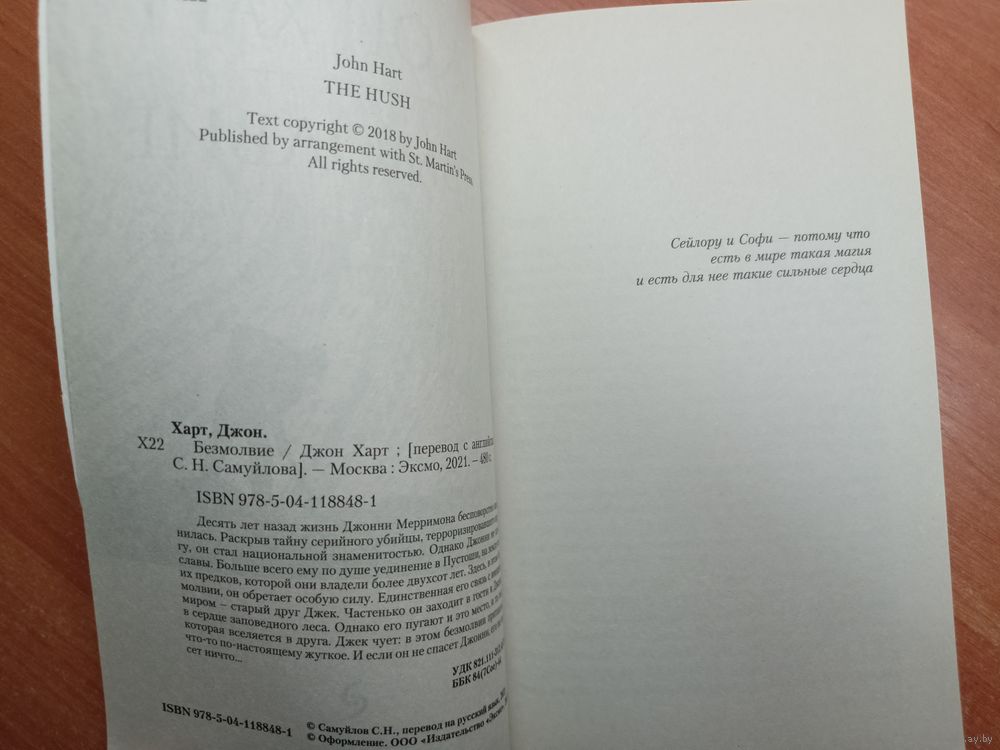 John Hart
THE HUSH
Text copyright © 2018 by John Hart
Published by arrangement with St. Martin's Press
All rights reserved.
Харт, Джон.
Х22
Безмолвие / Джон Харт ; [перевод с
С. Н. Самуйлова]. — Москва : Эксмо, 2021. — 480 с.
ISBN 978-5-04-118848-1
Десять лет назад жизнь Джонни Мерримона
нилась. Раскрыв тайну серийного убийцы,
гу, он стал национальной знаменитостью. Однако Джонни не
славы. Больше всего ему по душе уединение в Пустоши, на
их предков, которой они владели более двухсот лет. Здесь, в
молвии, он обретает особую силу. Единственная его связь с
миром – старый друг Джек. Частенько он заходит в гости к
в сердце заповедного леса. Однако его пугают и это место, и
которая вселяется в друга. Джек чует: в этом безмолвии
что-то по-настоящему жуткое. И если он не спасет Джонни,
сет ничто...
УДК
ББК
ISBN 978-5-04-118848-1
© Самуйлов С.Н., перевод на русский язык,
© Оформление. ООО «Издательство «Эксмо»,
Сейлору и Софи — потому что
есть в мире такая магия
и есть для нее такие сильные сердца
ay.by